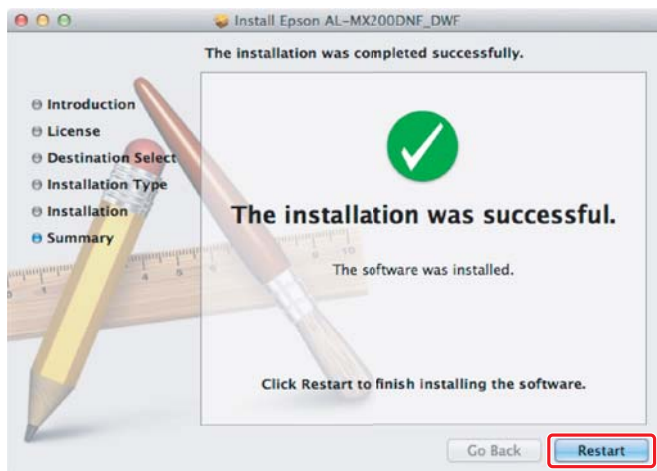 Install Epson AL-MX200DNF_DWF
The installation was completed successfully.
Introduction
License
Destination Select
Installation Type
Installation
Summary
The installation was successful.
The software was installed.
Click Restart to finish installing the software.
Go Back
Restart